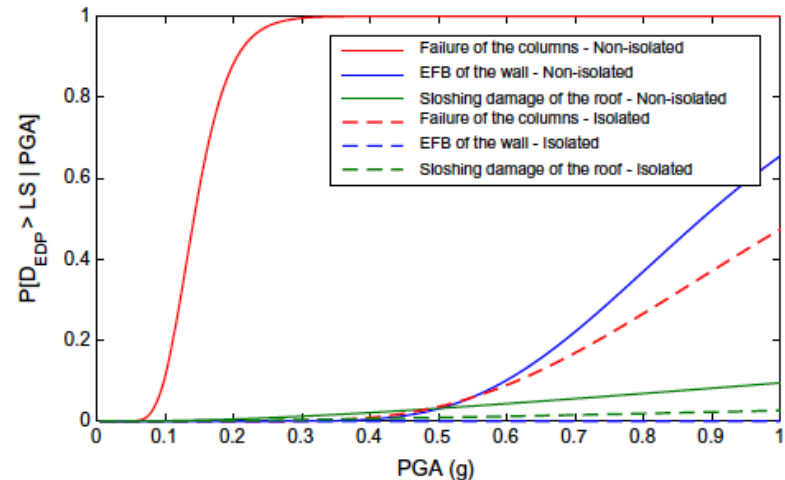 1
0.8
0.6
0.4
0.2
0
P[D_EDP > LS | PGA]
Failure of the columns - Non-isolated
EFB of the wall - Non-isolated
Sloshing damage of the roof - Non-isolated
Failure of the columns - Isolated
EFB of the wall - Isolated
Sloshing damage of the roof - Isolated
0 0.1 0.2 0.3 0.4 0.5 0.6 0.7 0.8 0.9 1
PGA (g)